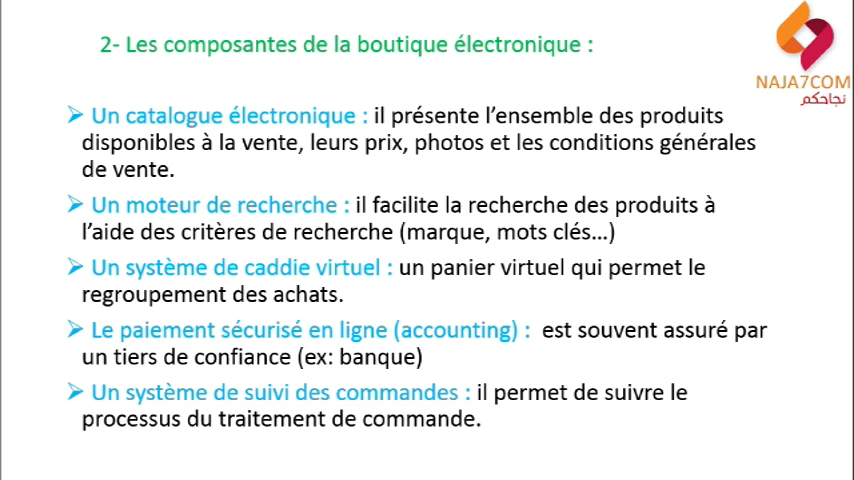 2- Les composantes de la boutique électronique :
NAJA7COM
نجاحكم
➢ Un catalogue électronique : il présente l’ensemble des produits
disponibles à la vente, leurs prix, photos et les conditions générales
de vente.
➢ Un moteur de recherche : il facilite la recherche des produits à
l’aide des critères de recherche (marque, mots clés…)
➢ Un système de caddie virtuel : un panier virtuel qui permet le
regroupement des achats.
➢ Le paiement sécurisé en ligne (accounting) : est souvent assuré par
un tiers de confiance (ex: banque)
➢ Un système de suivi des commandes : il permet de suivre le
processus du traitement de commande.